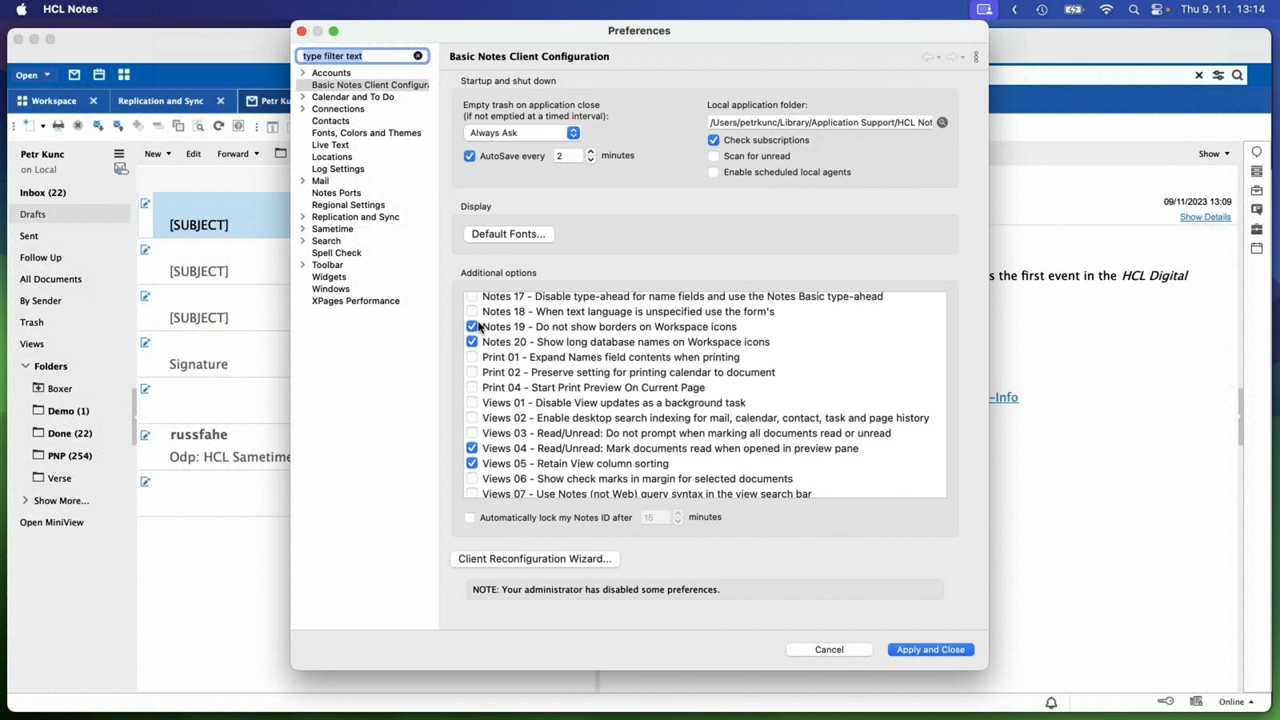 HCL Notes
Thu 9. 11. 13:14
Preferences
type filter text
Basic Notes Client Configuration
Accounts
Basic Notes Client Configura
Calendar and To Do
Connections
Contacts
Fonts, Colors and Themes
Live Text
Locations
Log Settings
Mail
Notes Ports
Regional Settings
Replication and Sync
Sametime
Search
Spell Check
Toolbar
Widgets
Windows
XPages Performance
Startup and shut down
Empty trash on application close
(if not emptied at a timed interval):
Always Ask
AutoSave every 2 minutes
Local application folder:
/Users/petrkunc/Library/Application Support/HCL Not
Check subscriptions
Scan for unread
Enable scheduled local agents
Display
Default Fonts...
Additional options
Notes 17 - Disable type-ahead for name fields and use the Notes Basic type-ahead
Notes 18 - When text language is unspecified use the form's
Notes 19 - Do not show borders on Workspace icons
Notes 20 - Show long database names on Workspace icons
Print 01 - Expand Names field contents when printing
Print 02 - Preserve setting for printing calendar to document
Print 04 - Start Print Preview On Current Page
Views 01 - Disable View updates as a background task
Views 02 - Enable desktop search indexing for mail, calendar, contact, task and page history
Views 03 - Read/Unread: Do not prompt when marking all documents read or unread
Views 04 - Read/Unread: Mark documents read when opened in preview pane
Views 05 - Retain View column sorting
Views 06 - Show check marks in margin for selected documents
Views 07 - Use Notes (not Web) query syntax in the view search bar
Automatically lock my Notes ID after 15 minutes
Client Reconfiguration Wizard...
NOTE: Your administrator has disabled some preferences.
Cancel
Apply and Close
Open
Workspace
Replication and Sync
Petr Ku
Petr Kunc
on Local
New
Edit
Forward
Show
Inbox (22)
Drafts
Sent
Follow Up
All Documents
By Sender
Trash
Views
Folders
Boxer
Demo (1)
Done (22)
PNP (254)
Verse
Show More...
Open MiniView
[SUBJECT]
[SUBJECT]
[SUBJECT]
Signature
russfahe
Odp: HCL Sametime
09/11/2023 13:09
Show Details
s the first event in the HCL Digital
-Info
Online